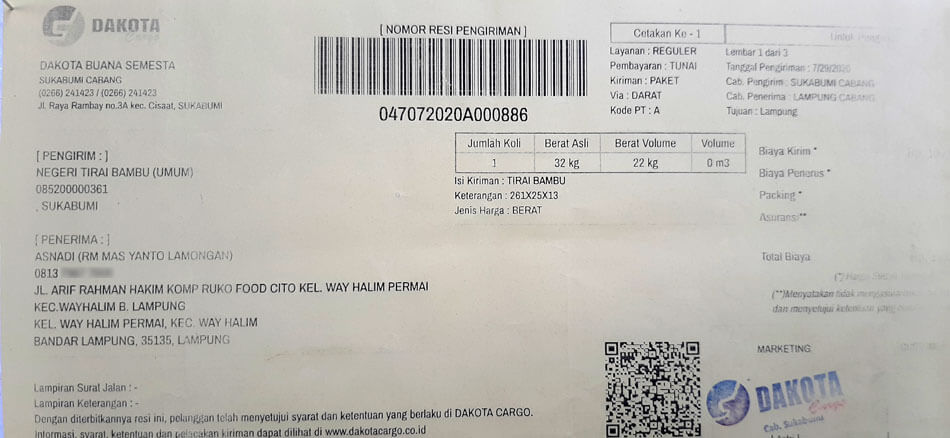 DAKOTA
Cargo
DAKOTA BUANA SEMESTA
SUKABUMI CABANG
(0266) 241423 / (0266) 241423
Jl. Raya Rambay no.3A kec. Cisaat, SUKABUMI
[ NOMOR RESI PENGIRIMAN ]
047072020A000886
Cetakan Ke - 1
Layanan : REGULER
Pembayaran : TUNAI
Kiriman : PAKET
Via : DARAT
Kode PT : A
Lembar 1 dari 3
Tanggal Pengiriman : 7/29/2020
Cab. Pengirim : SUKABUMI CABANG
Cab. Penerima : LAMPUNG CABANG
Tujuan : Lampung
[ PENGIRIM : ]
NEGERI TIRAI BAMBU (UMUM)
085200000361
, SUKABUMI
Jumlah Koli Berat Asli Berat Volume Volume
1 32 kg 22 kg 0 m3
Isi Kiriman : TIRAI BAMBU
Keterangan : 261X25X13
Jenis Harga : BERAT
Biaya Kirim *
Biaya Penerus *
Packing *
Asuransi**
Total Biaya
[ PENERIMA : ]
ASNADI (RM MAS YANTO LAMONGAN)
0813
JL. ARIF RAHMAN HAKIM KOMP RUKO FOOD CITO KEL. WAY HALIM PERMAI
KEC.WAYHALIM B. LAMPUNG
KEL. WAY HALIM PERMAI, KEC. WAY HALIM
BANDAR LAMPUNG, 35135, LAMPUNG
(**)Menyatakan tidak
dan menyetujui ketentuan yang
MARKETING
DAKOTA
Cargo
Cab. Sukabumi
Lampiran Surat Jalan : -
Lampiran Keterangan : -
Dengan diterbitkannya resi ini, pelanggan telah menyetujui syarat dan ketentuan yang berlaku di DAKOTA CARGO.
Informasi, syarat, ketentuan dan pelacakan kiriman dapat dilihat di www.dakotacargo.co.id